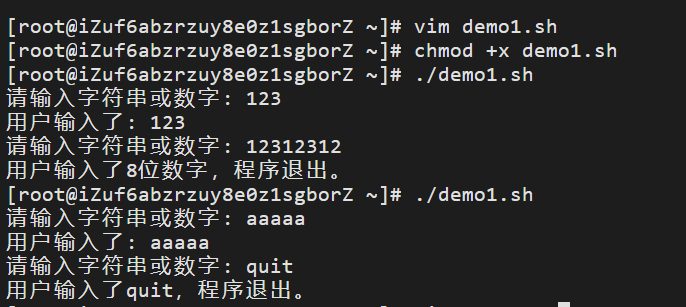 [root@iZuf6abzrzuy8e0z1sgborZ ~]# vim demo1.sh
[root@iZuf6abzrzuy8e0z1sgborZ ~]# chmod +x demo1.sh
[root@iZuf6abzrzuy8e0z1sgborZ ~]# ./demo1.sh
请输入字符串或数字: 123
用户输入了: 123
请输入字符串或数字: 12312312
用户输入了8位数字，程序退出。
[root@iZuf6abzrzuy8e0z1sgborZ ~]# ./demo1.sh
请输入字符串或数字: aaaaa
用户输入了: aaaaa
请输入字符串或数字: quit
用户输入了quit，程序退出。